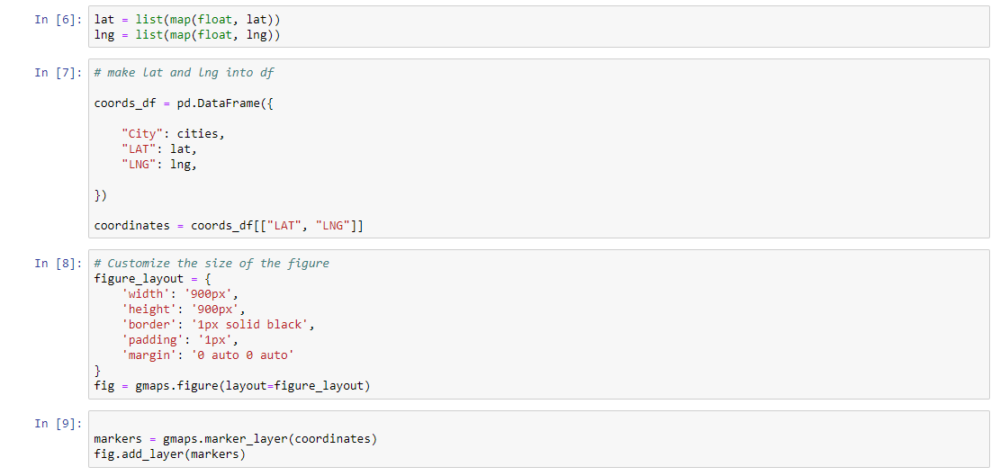 In [6]: lat = list(map(float, lat))
lng = list(map(float, lng))
In [7]: # make lat and lng into df
coords_df = pd.DataFrame({
"City": cities,
"LAT": lat,
"LNG": lng,
})
coordinates = coords_df[["LAT", "LNG"]]
In [8]: # Customize the size of the figure
figure_layout = {
'width': '900px',
'height': '900px',
'border': '1px solid black',
'padding': '1px',
'margin': '0 auto 0 auto'
}
fig = gmaps.figure(layout=figure_layout)
In [9]:
markers = gmaps.marker_layer(coordinates)
fig.add_layer(markers)